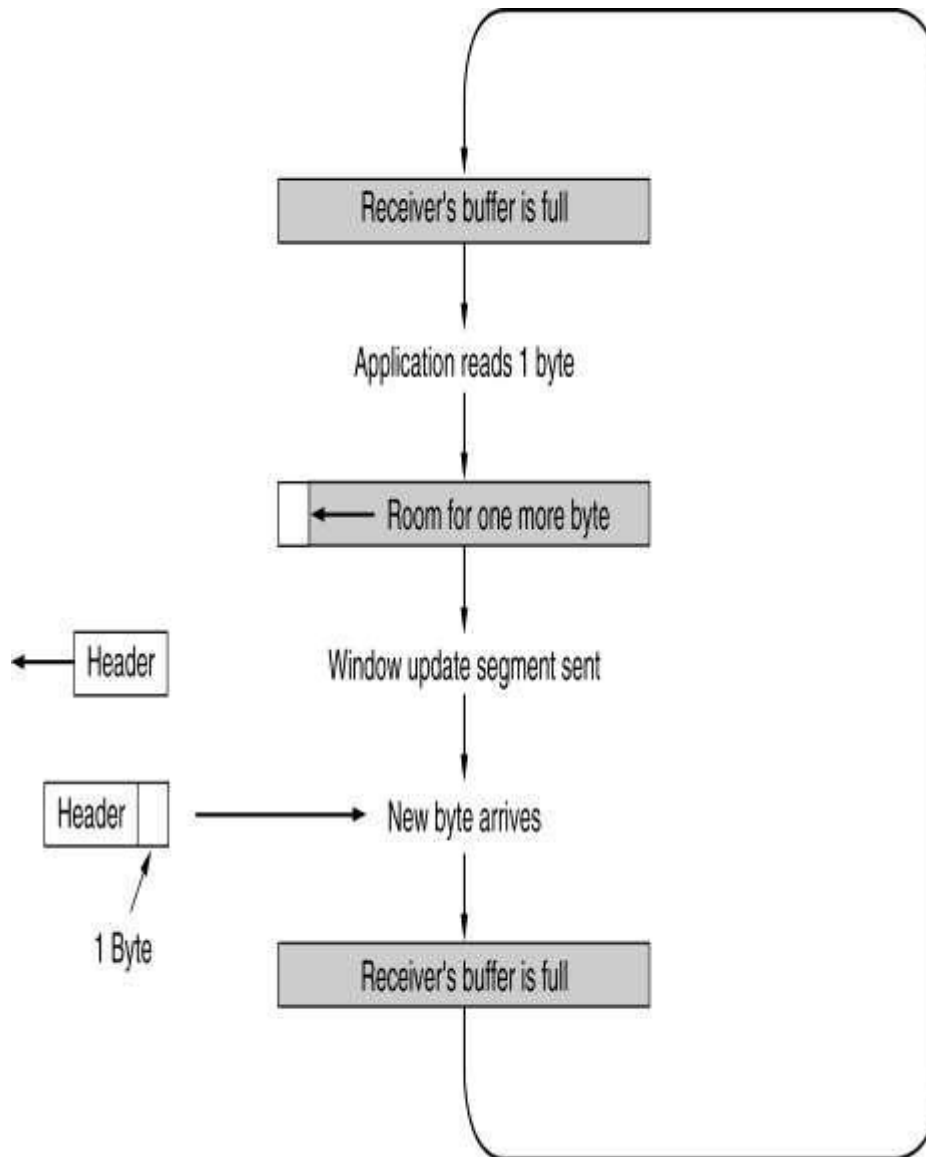 Receiver's buffer is full
Application reads 1 byte
Room for one more byte
Header
Window update segment sent
Header
New byte arrives
1 Byte
Receiver's buffer is full